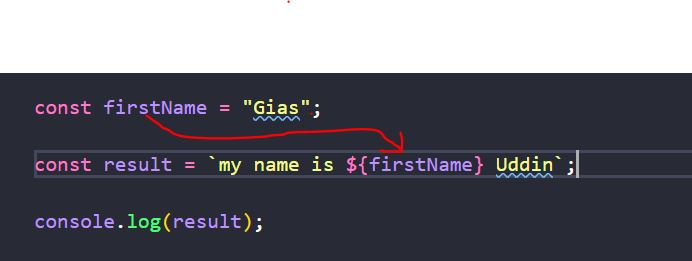 const firstName = "Gias";
const result = `my name is ${firstName} Uddin`;
console.log(result);